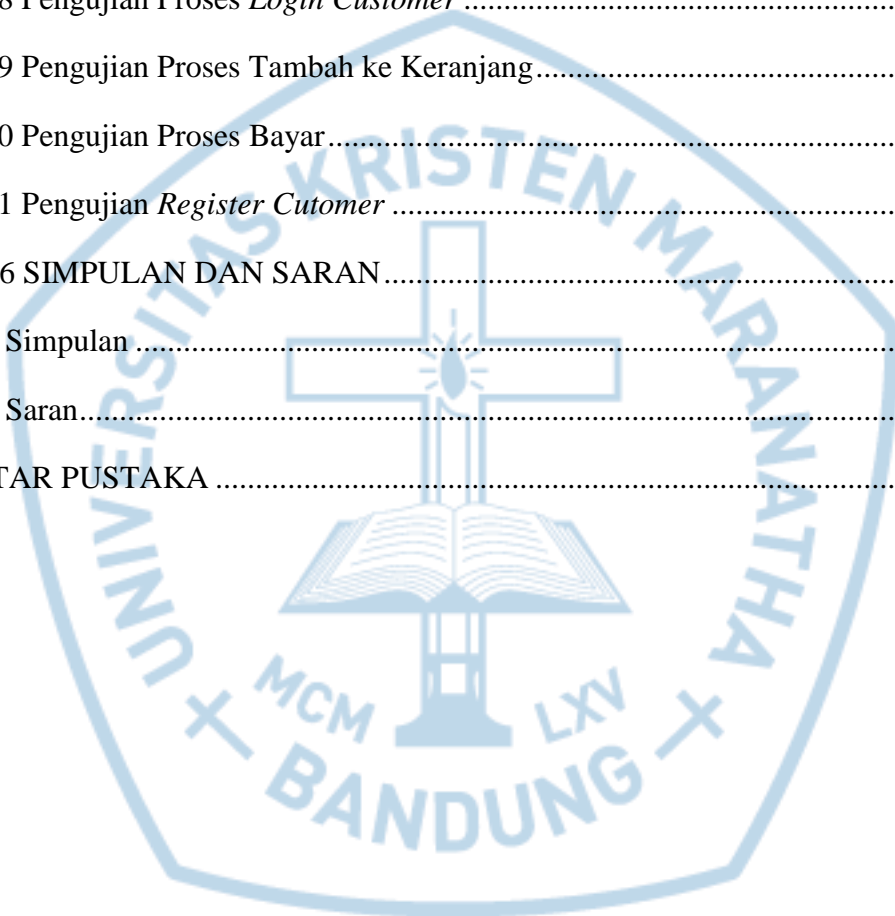 8 Pengujian Proses Login Customer ........................................................
9 Pengujian Proses Tambah ke Keranjang ...............................................
0 Pengujian Proses Bayar .........................................................................
1 Pengujian Register Cutomer .................................................................
6 SIMPULAN DAN SARAN ..................................................................
Simpulan ................................................................................................
Saran .......................................................................................................
TAR PUSTAKA .......................................................................................
UNIVERSITAS KRISTEN MARANATHA
MCM LXV
BANDUNG